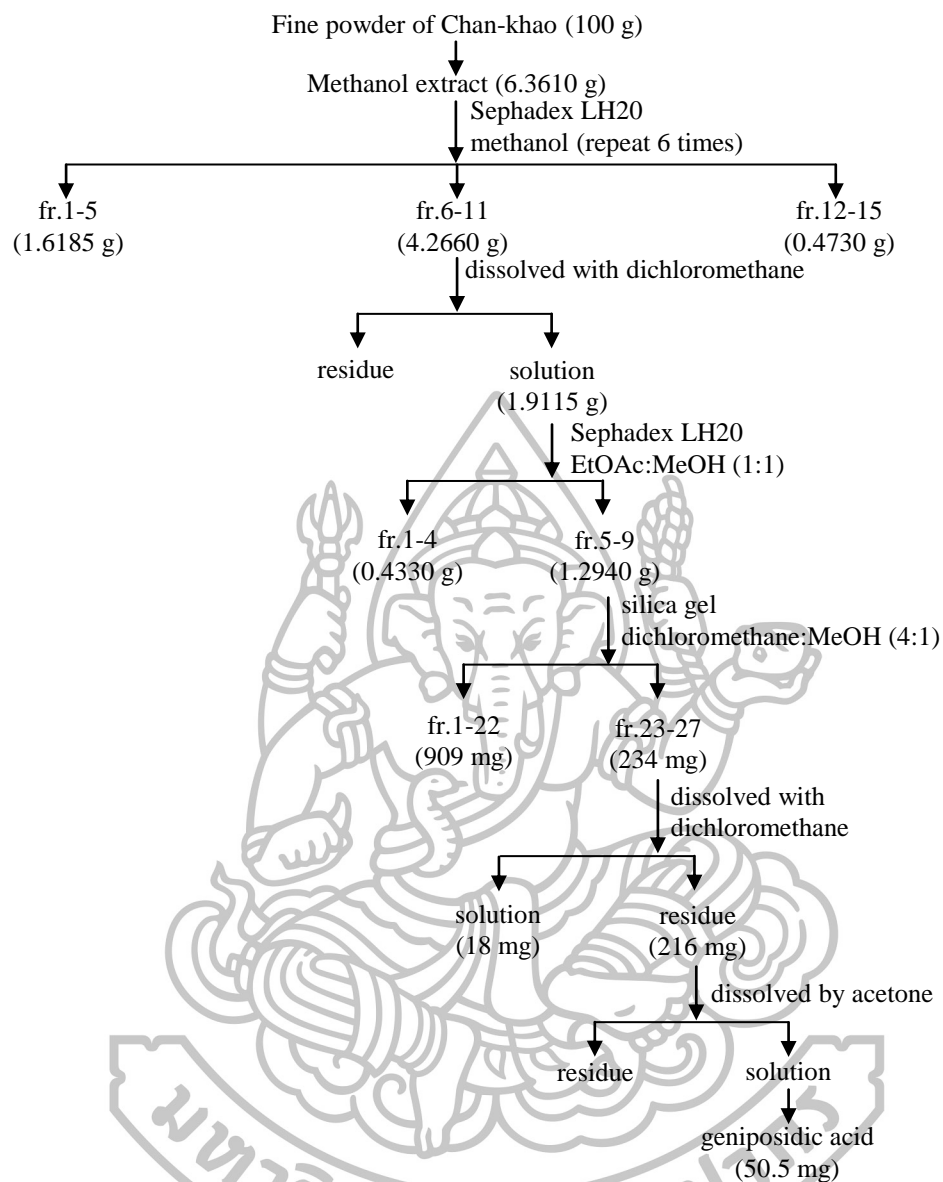 Fine powder of Chan-khao (100 g)
Methanol extract (6.3610 g)
Sephadex LH20
methanol (repeat 6 times)
fr.1-5
(1.6185 g)
fr.6-11
(4.2660 g)
fr.12-15
(0.4730 g)
dissolved with dichloromethane
residue
solution
(1.9115 g)
Sephadex LH20
EtOAc:MeOH (1:1)
fr.1-4
(0.4330 g)
fr.5-9
(1.2940 g)
silica gel
dichloromethane:MeOH (4:1)
fr.1-22
(909 mg)
fr.23-27
(234 mg)
dissolved with
dichloromethane
solution
(18 mg)
residue
(216 mg)
dissolved by acetone
residue
solution
geniposidic acid
(50.5 mg)